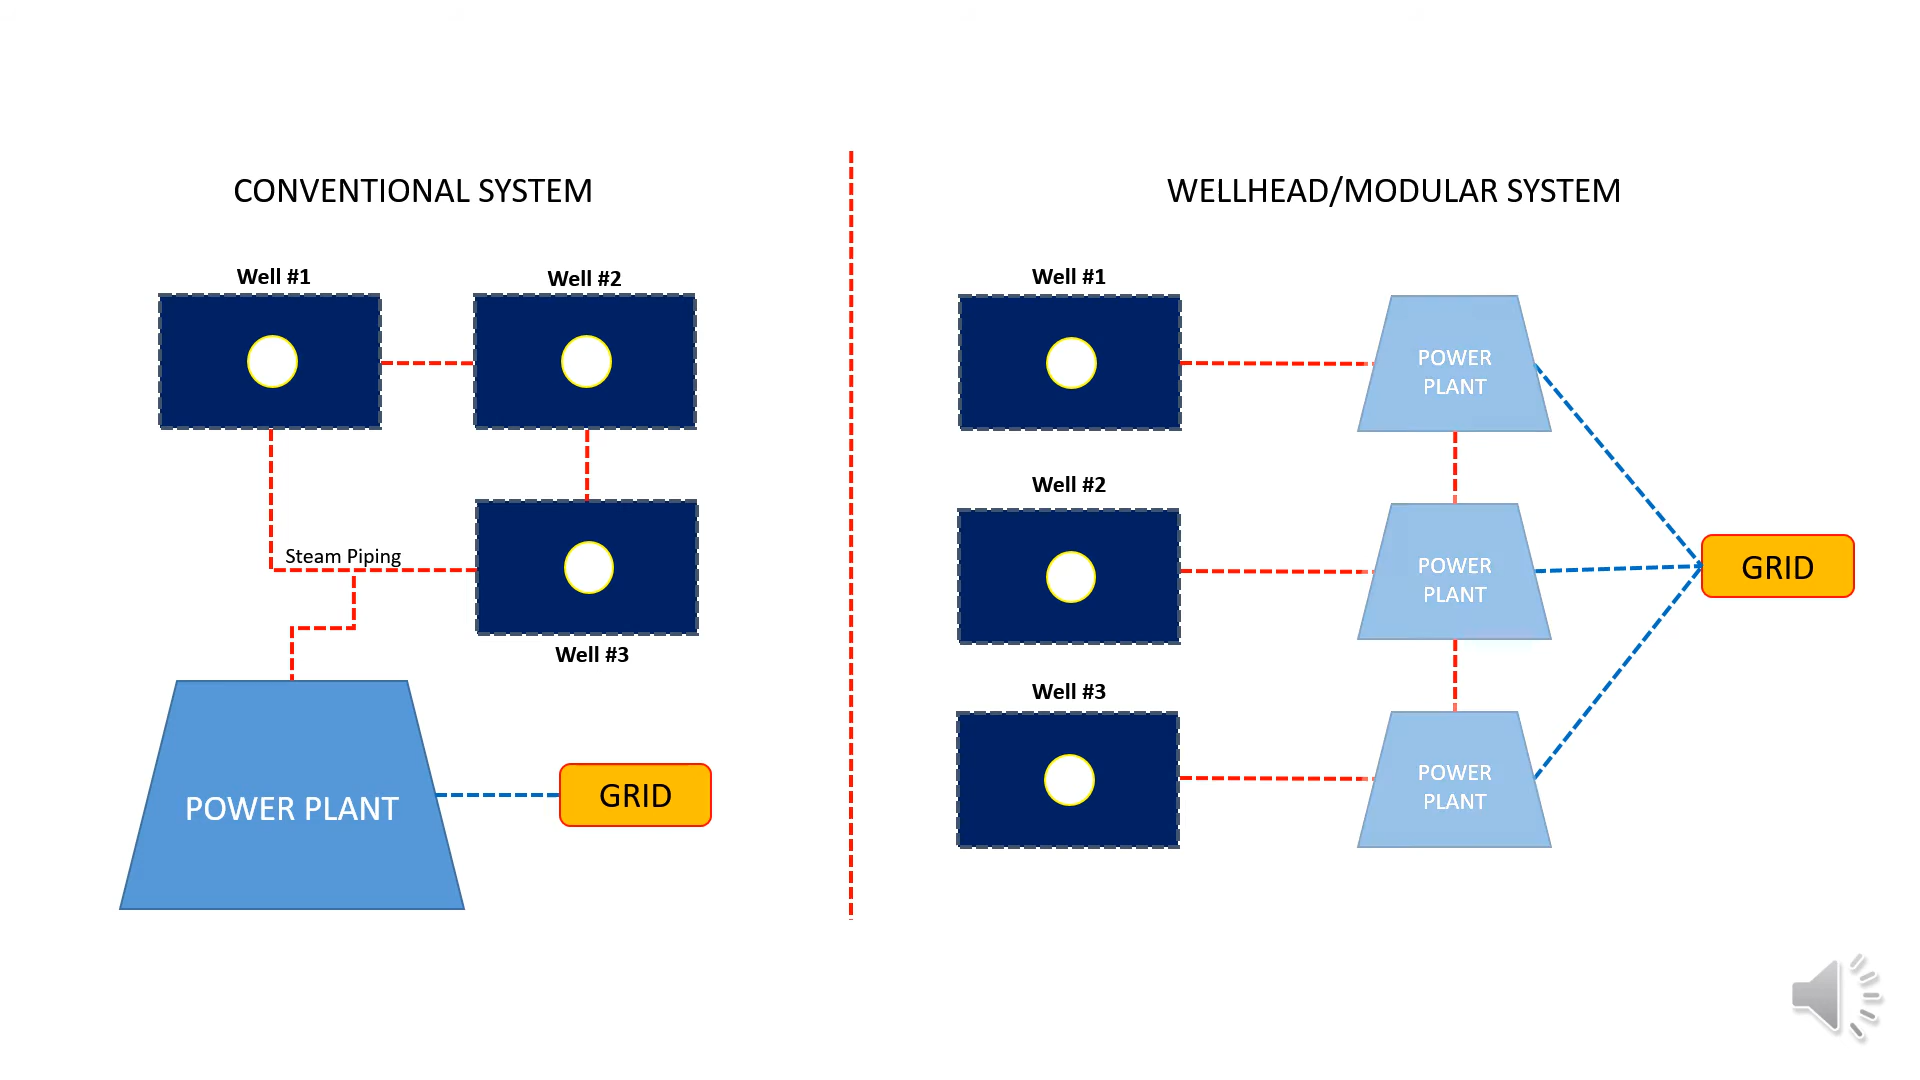 CONVENTIONAL SYSTEM
Well #1
Well #2
Steam Piping
Well #3
POWER PLANT
GRID
WELLHEAD/MODULAR SYSTEM
Well #1
POWER
PLANT
Well #2
POWER
PLANT
GRID
Well #3
POWER
PLANT